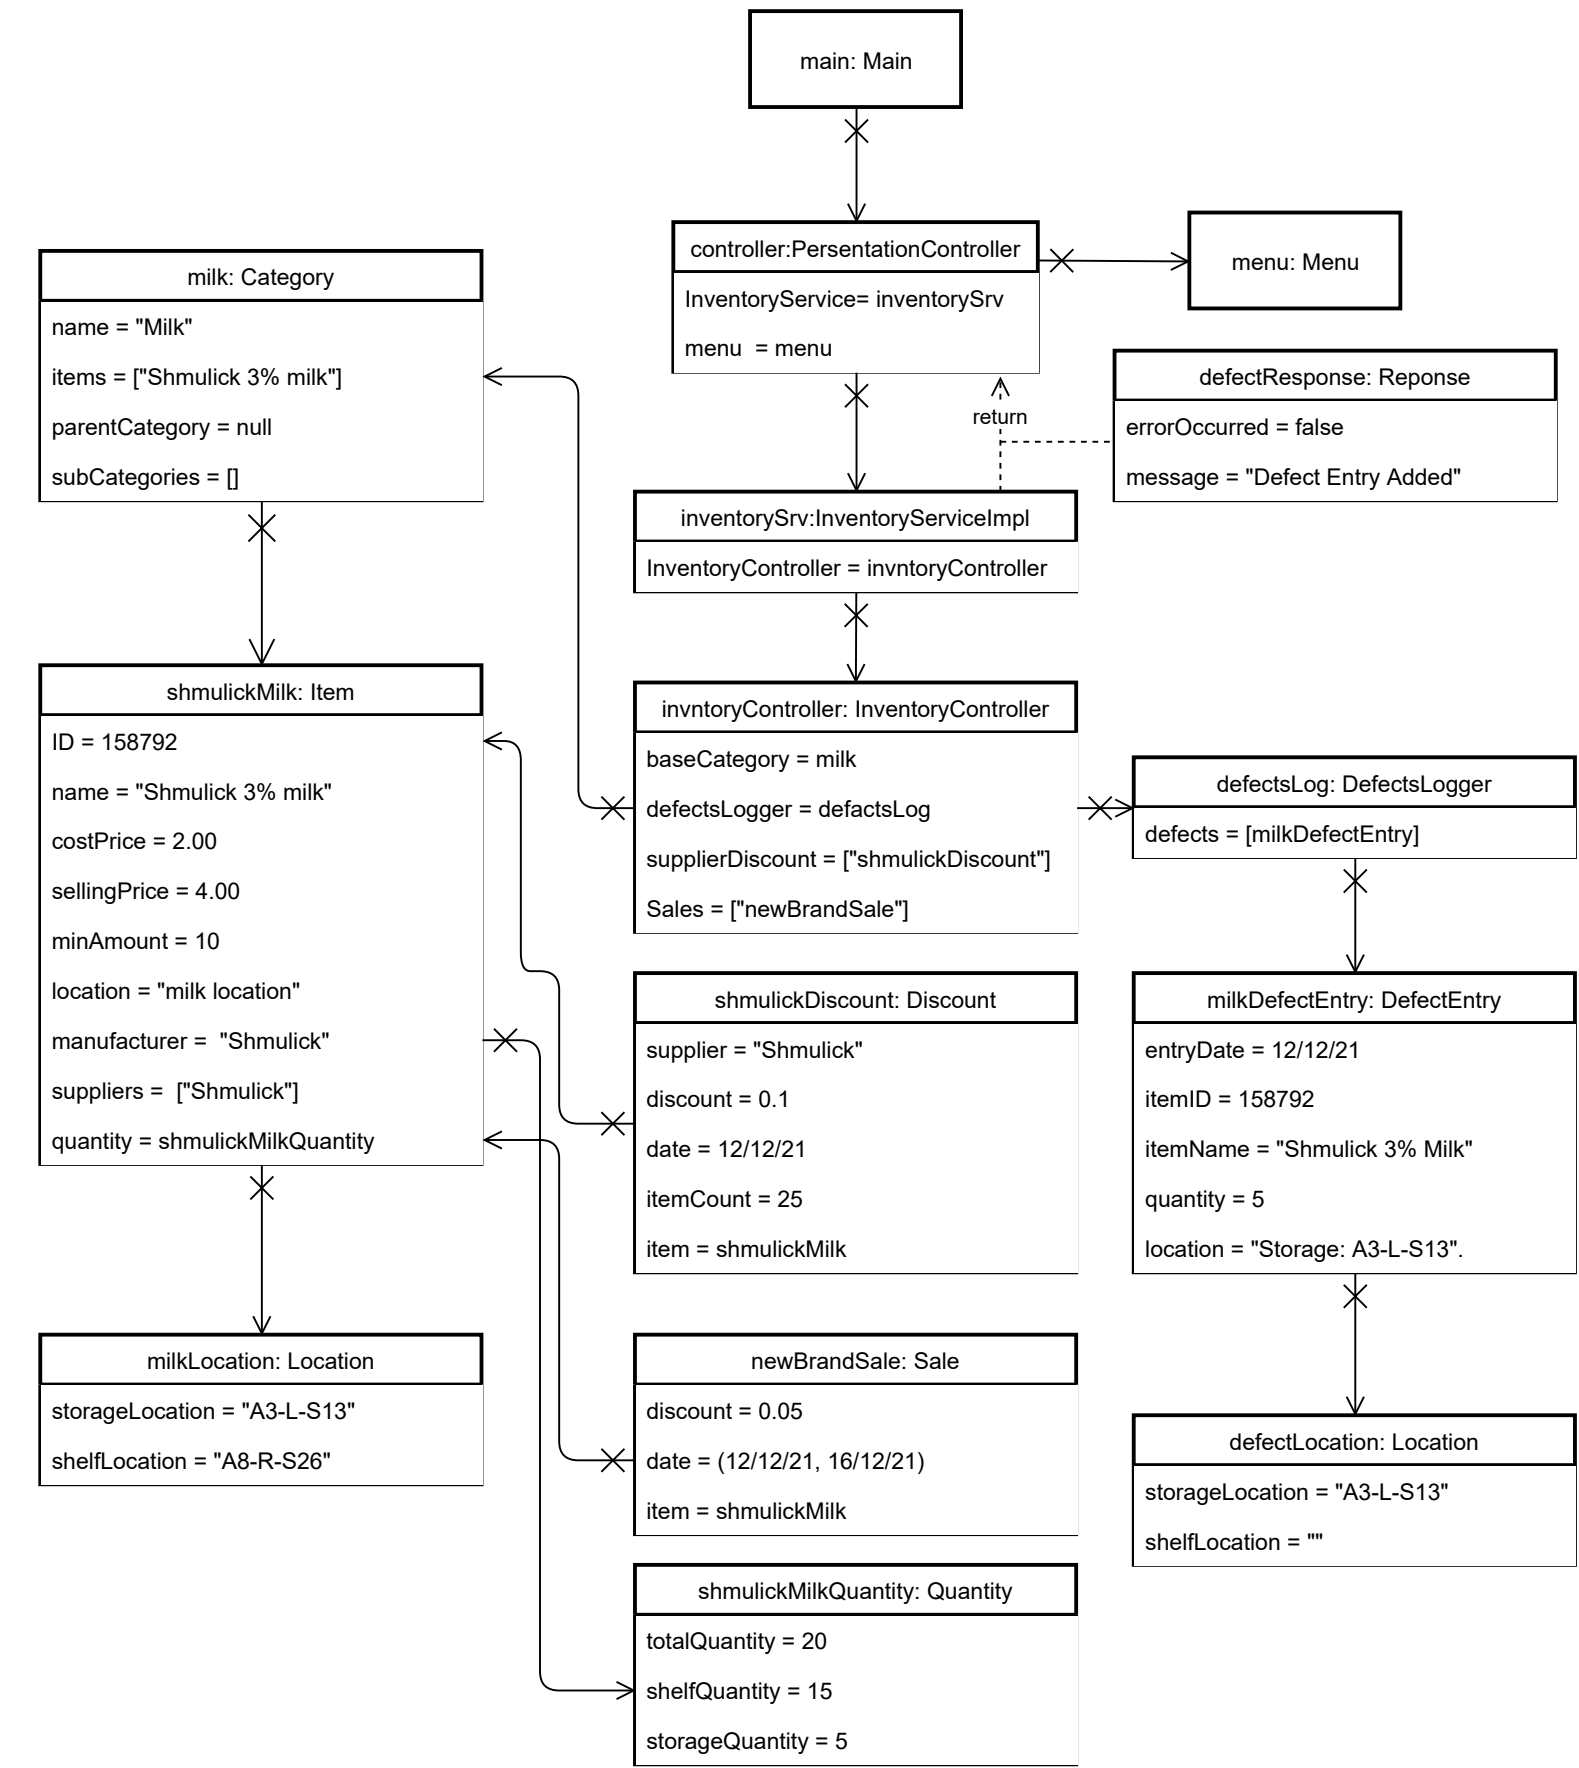 main: Main
controller:PersentationController
InventoryService= inventorySrv
menu  = menu
menu: Menu
milk: Category
name = "Milk"
items = ["Shmulick 3% milk"]
parentCategory = null
subCategories = []
defectResponse: Reponse
errorOccurred = false
message = "Defect Entry Added"
return
inventorySrv:InventoryServiceImpl
InventoryController = invntoryController
shmulickMilk: Item
ID = 158792
name = "Shmulick 3% milk"
costPrice = 2.00
sellingPrice = 4.00
minAmount = 10
location = "milk location"
manufacturer =  "Shmulick"
suppliers =  ["Shmulick"]
quantity = shmulickMilkQuantity
invntoryController: InventoryController
baseCategory = milk
defectsLogger = defactsLog
supplierDiscount = ["shmulickDiscount"]
Sales = ["newBrandSale"]
defectsLog: DefectsLogger
defects = [milkDefectEntry]
shmulickDiscount: Discount
supplier = "Shmulick"
discount = 0.1
date = 12/12/21
itemCount = 25
item = shmulickMilk
milkDefectEntry: DefectEntry
entryDate = 12/12/21
itemID = 158792
itemName = "Shmulick 3% Milk"
quantity = 5
location = "Storage: A3-L-S13".
milkLocation: Location
storageLocation = "A3-L-S13"
shelfLocation = "A8-R-S26"
newBrandSale: Sale
discount = 0.05
date = (12/12/21, 16/12/21)
item = shmulickMilk
defectLocation: Location
storageLocation = "A3-L-S13"
shelfLocation = ""
shmulickMilkQuantity: Quantity
totalQuantity = 20
shelfQuantity = 15
storageQuantity = 5